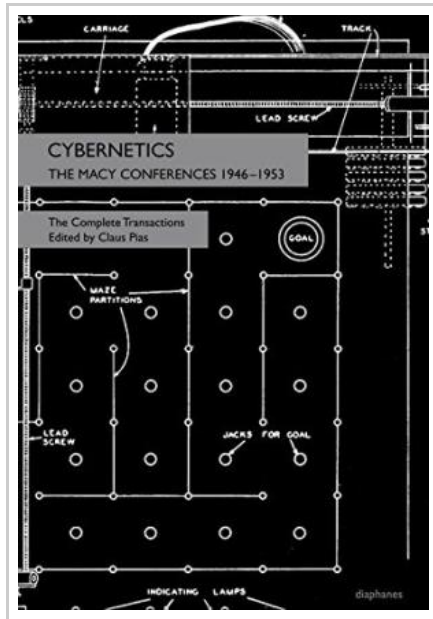 CARRIAGE
TRACK
LEAD SCREW
CYBERNETICS
THE MACY CONFERENCES 1946–1953
The Complete Transactions
Edited by Claus Pias
GOAL
MAZE
PARTITIONS
LEAD
SCREW
JACKS FOR GOAL
INDICATING LAMPS
diaphanes